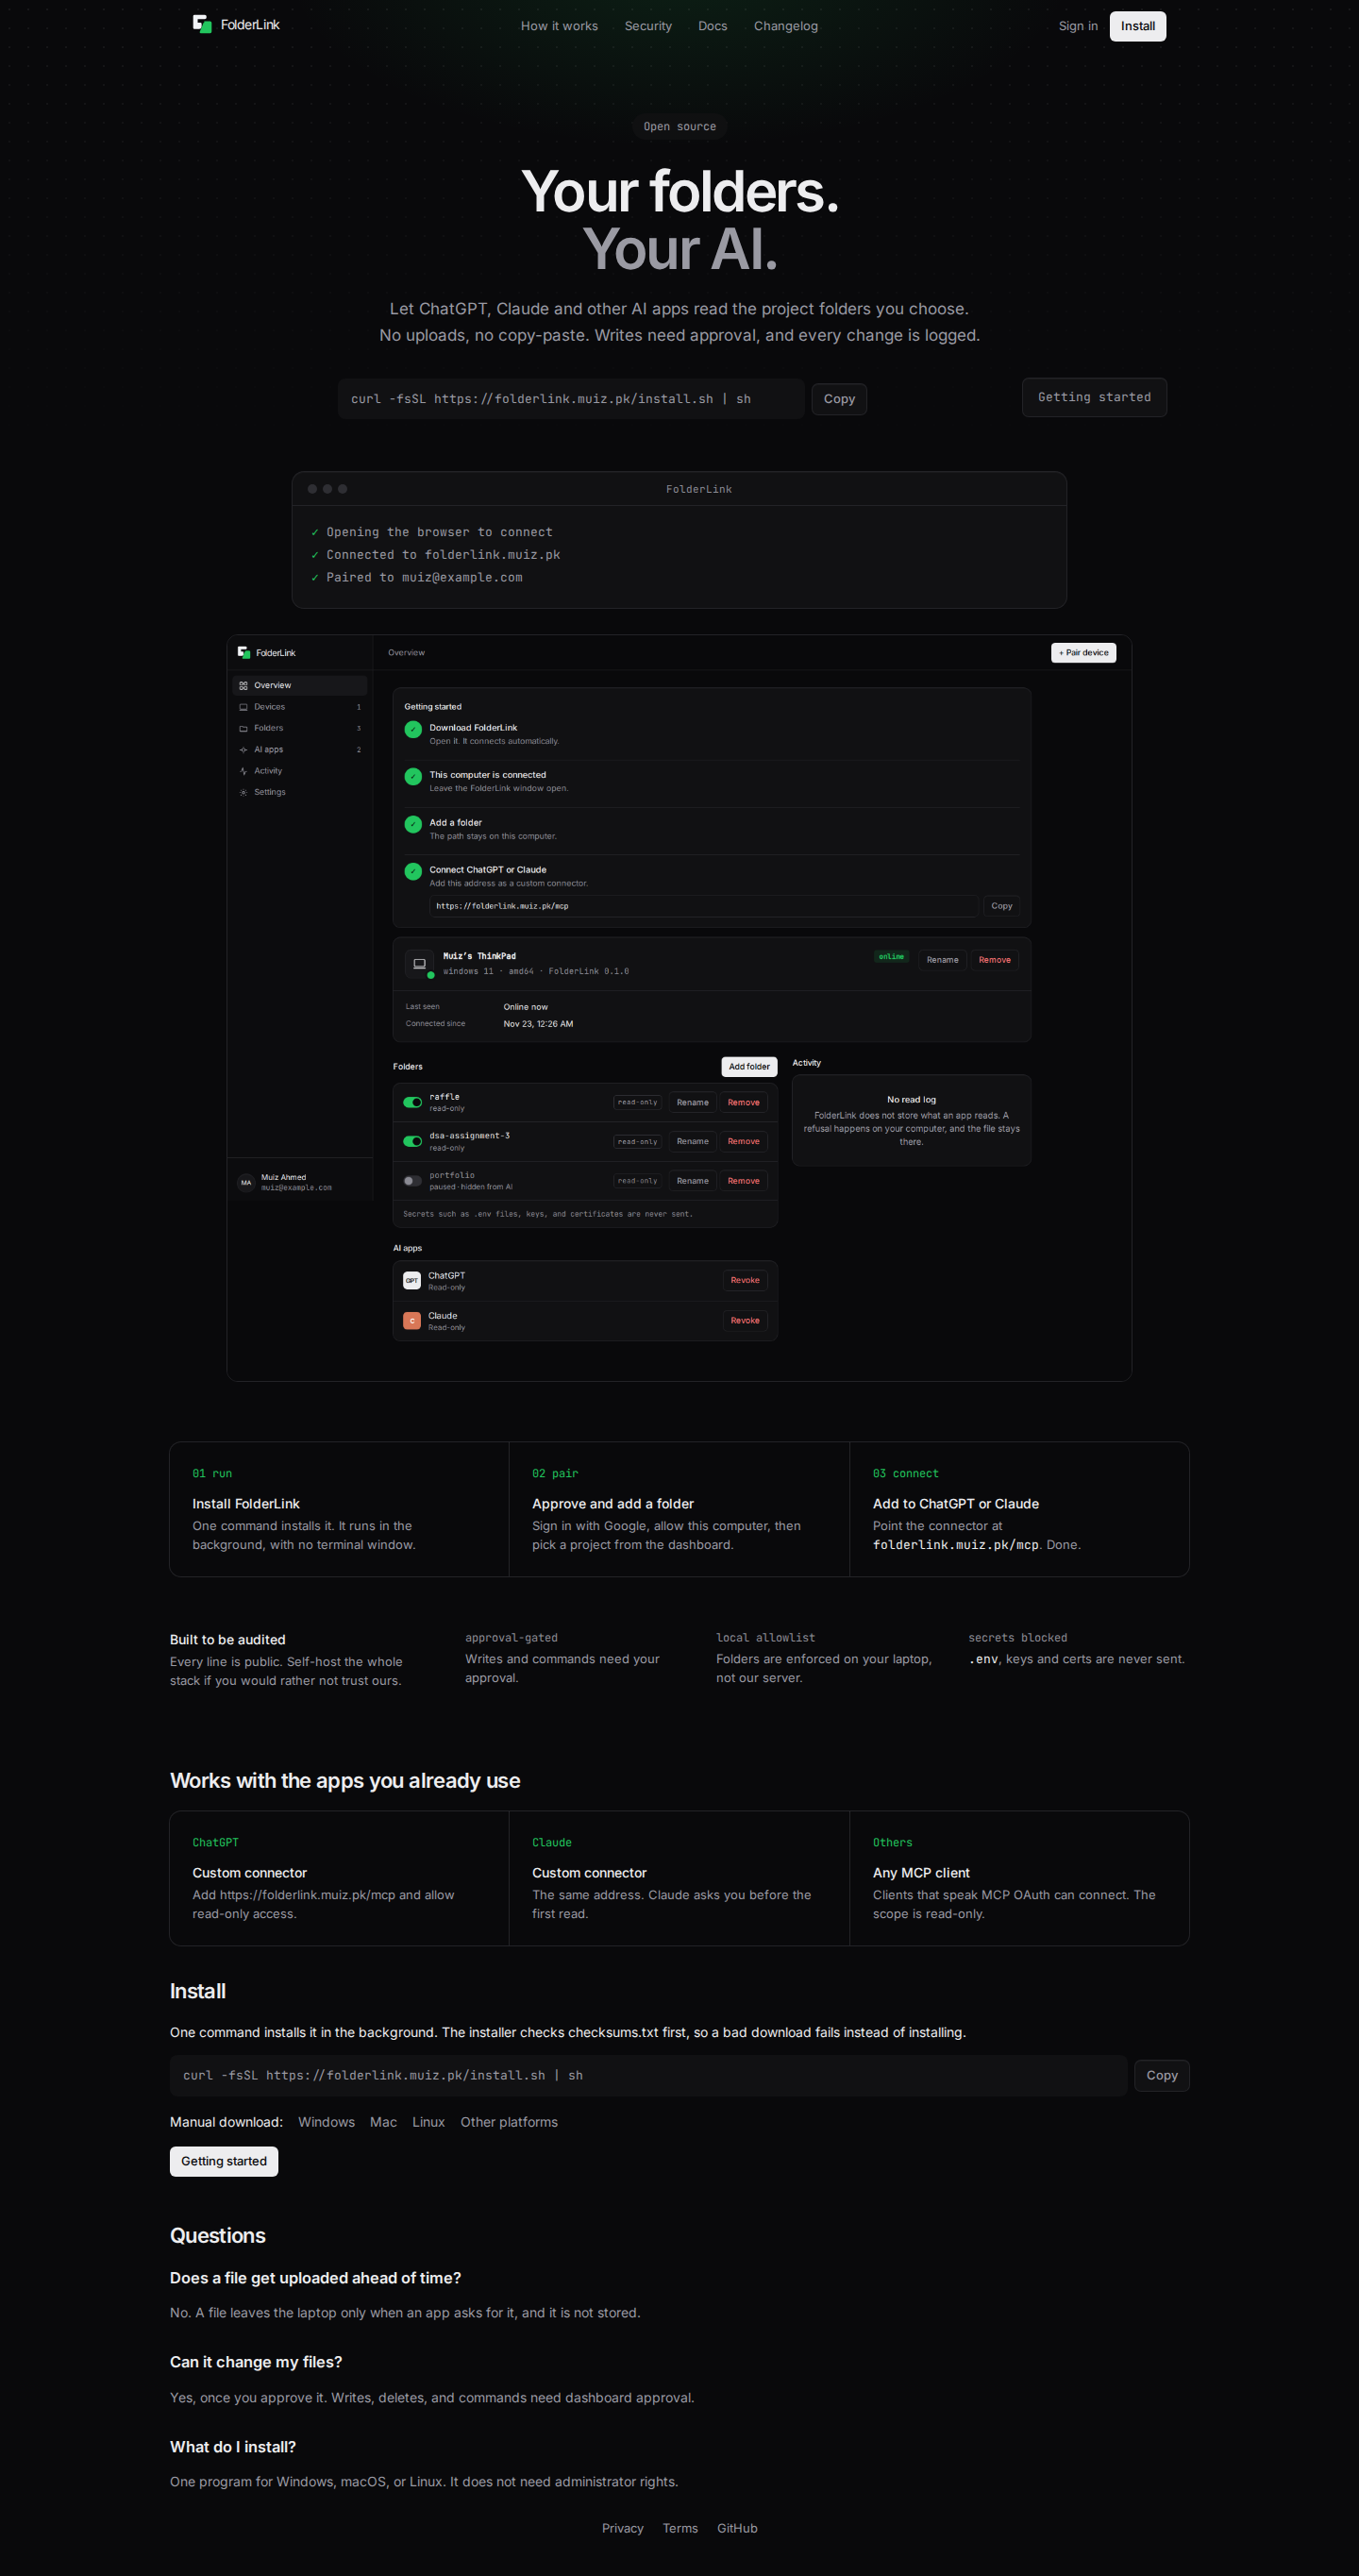 FolderLink
How it works Security Docs Changelog
Sign in Install
Open source
Your folders.
Your AI.
Let ChatGPT, Claude and other AI apps read the project folders you choose.
No uploads, no copy-paste. Writes need approval, and every change is logged.
curl -fsSL https://folderlink.muiz.pk/install.sh | sh Copy
Getting started
FolderLink
✓ Opening the browser to connect
✓ Connected to folderlink.muiz.pk
✓ Paired to muiz@example.com
FolderLink
Overview
+ Pair device
Overview
Devices 1
Folders 3
AI apps 2
Activity
Settings
Muiz Ahmed
MA
muiz@example.com
Getting started
✓ Download FolderLink
Open it. It connects automatically.
✓ This computer is connected
Leave the FolderLink window open.
✓ Add a folder
The path stays on this computer.
✓ Connect ChatGPT or Claude
Add this address as a custom connector.
https://folderlink.muiz.pk/mcp Copy
Muiz's ThinkPad
windows 11 · amd64 · FolderLink 0.1.0
online Rename Remove
Last seen Online now
Connected since Nov 23, 12:26 AM
Folders Add folder
raffle
read-only
read-only Rename Remove
dsa-assignment-3
read-only
read-only Rename Remove
portfolio
paused · hidden from AI
read-only Rename Remove
Secrets such as .env files, keys, and certificates are never sent.
Activity
No read log
FolderLink does not store what an app reads. A
refusal happens on your computer, and the file stays
there.
AI apps
GPT ChatGPT
Read-only
Revoke
C Claude
Read-only
Revoke
01 run
Install FolderLink
One command installs it. It runs in the
background, with no terminal window.
02 pair
Approve and add a folder
Sign in with Google, allow this computer, then
pick a project from the dashboard.
03 connect
Add to ChatGPT or Claude
Point the connector at
folderlink.muiz.pk/mcp. Done.
Built to be audited
Every line is public. Self-host the whole
stack if you would rather not trust ours.
approval-gated
Writes and commands need your
approval.
local allowlist
Folders are enforced on your laptop,
not our server.
secrets blocked
.env, keys and certs are never sent.
Works with the apps you already use
ChatGPT
Custom connector
Add https://folderlink.muiz.pk/mcp and allow
read-only access.
Claude
Custom connector
The same address. Claude asks you before the
first read.
Others
Any MCP client
Clients that speak MCP OAuth can connect. The
scope is read-only.
Install
One command installs it in the background. The installer checks checksums.txt first, so a bad download fails instead of installing.
curl -fsSL https://folderlink.muiz.pk/install.sh | sh Copy
Manual download: Windows Mac Linux Other platforms
Getting started
Questions
Does a file get uploaded ahead of time?
No. A file leaves the laptop only when an app asks for it, and it is not stored.
Can it change my files?
Yes, once you approve it. Writes, deletes, and commands need dashboard approval.
What do I install?
One program for Windows, macOS, or Linux. It does not need administrator rights.
Privacy Terms GitHub